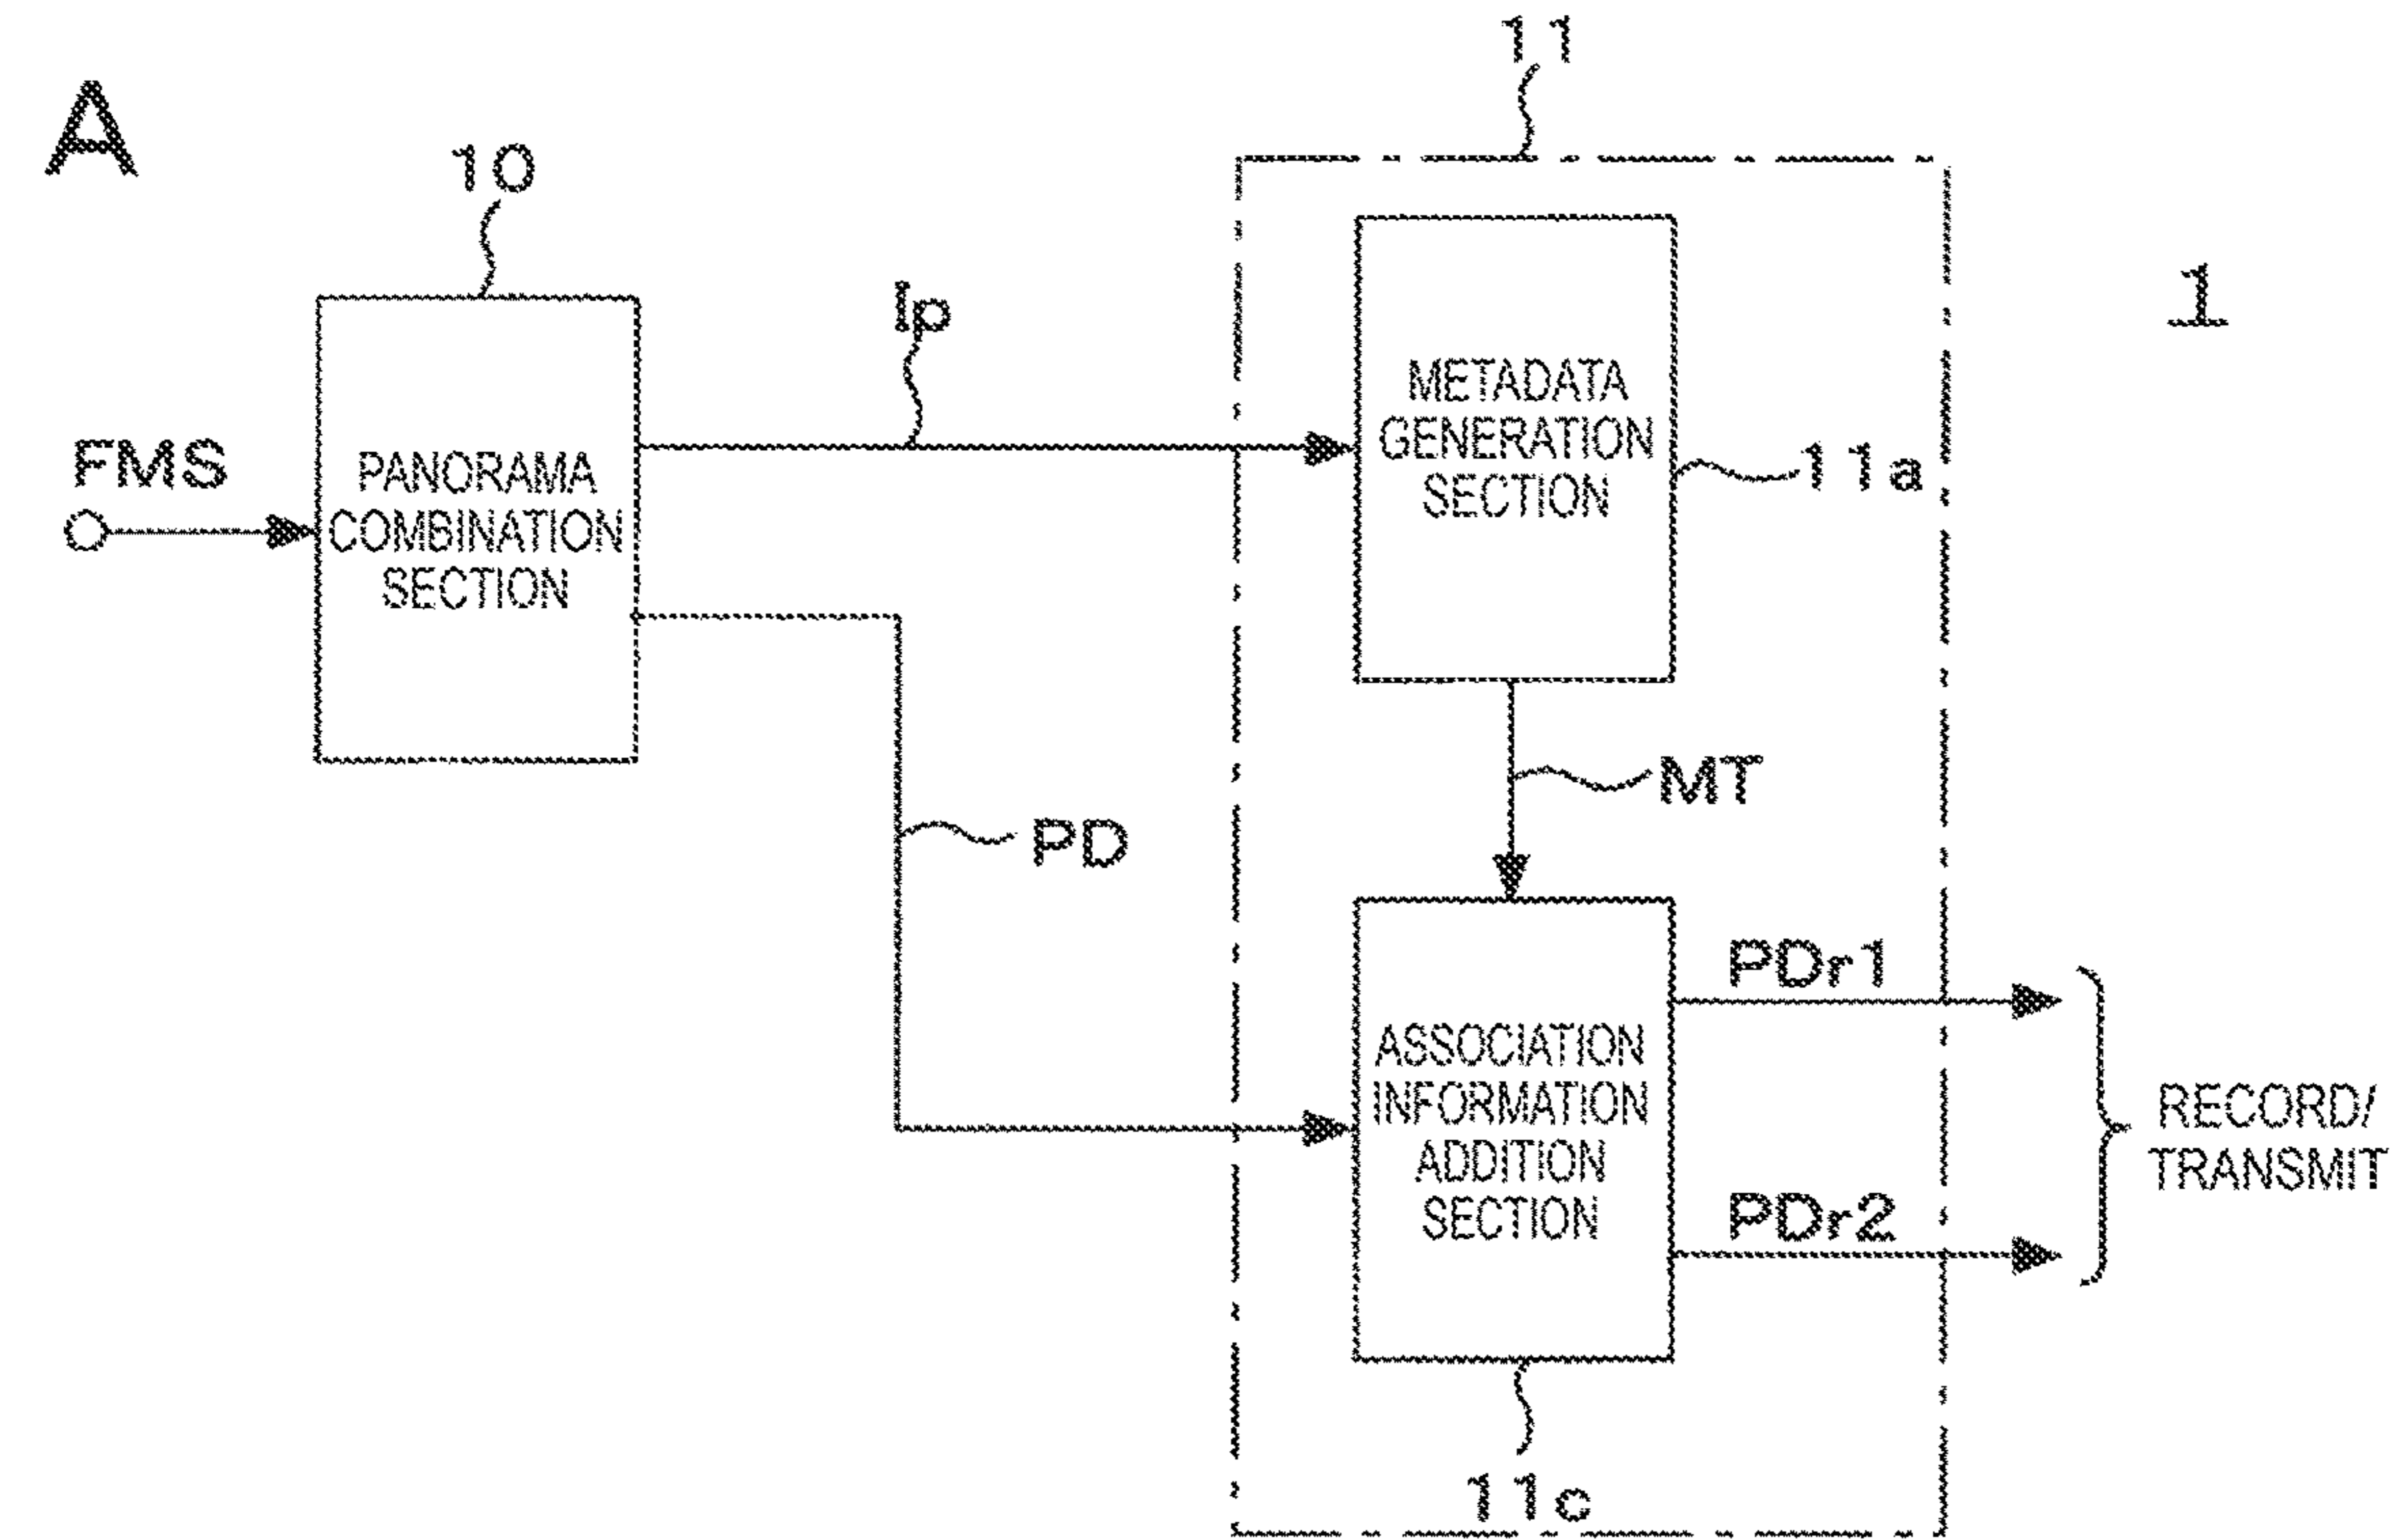 11
A
10
Ip
1
METADATA
GENERATION
SECTION
11a
FMS
PANORAMA
COMBINATION
SECTION
MT
PD
PDr1
ASSOCIATION
INFORMATION
ADDITION
SECTION
RECORD/
TRANSMIT
PDr2
11c